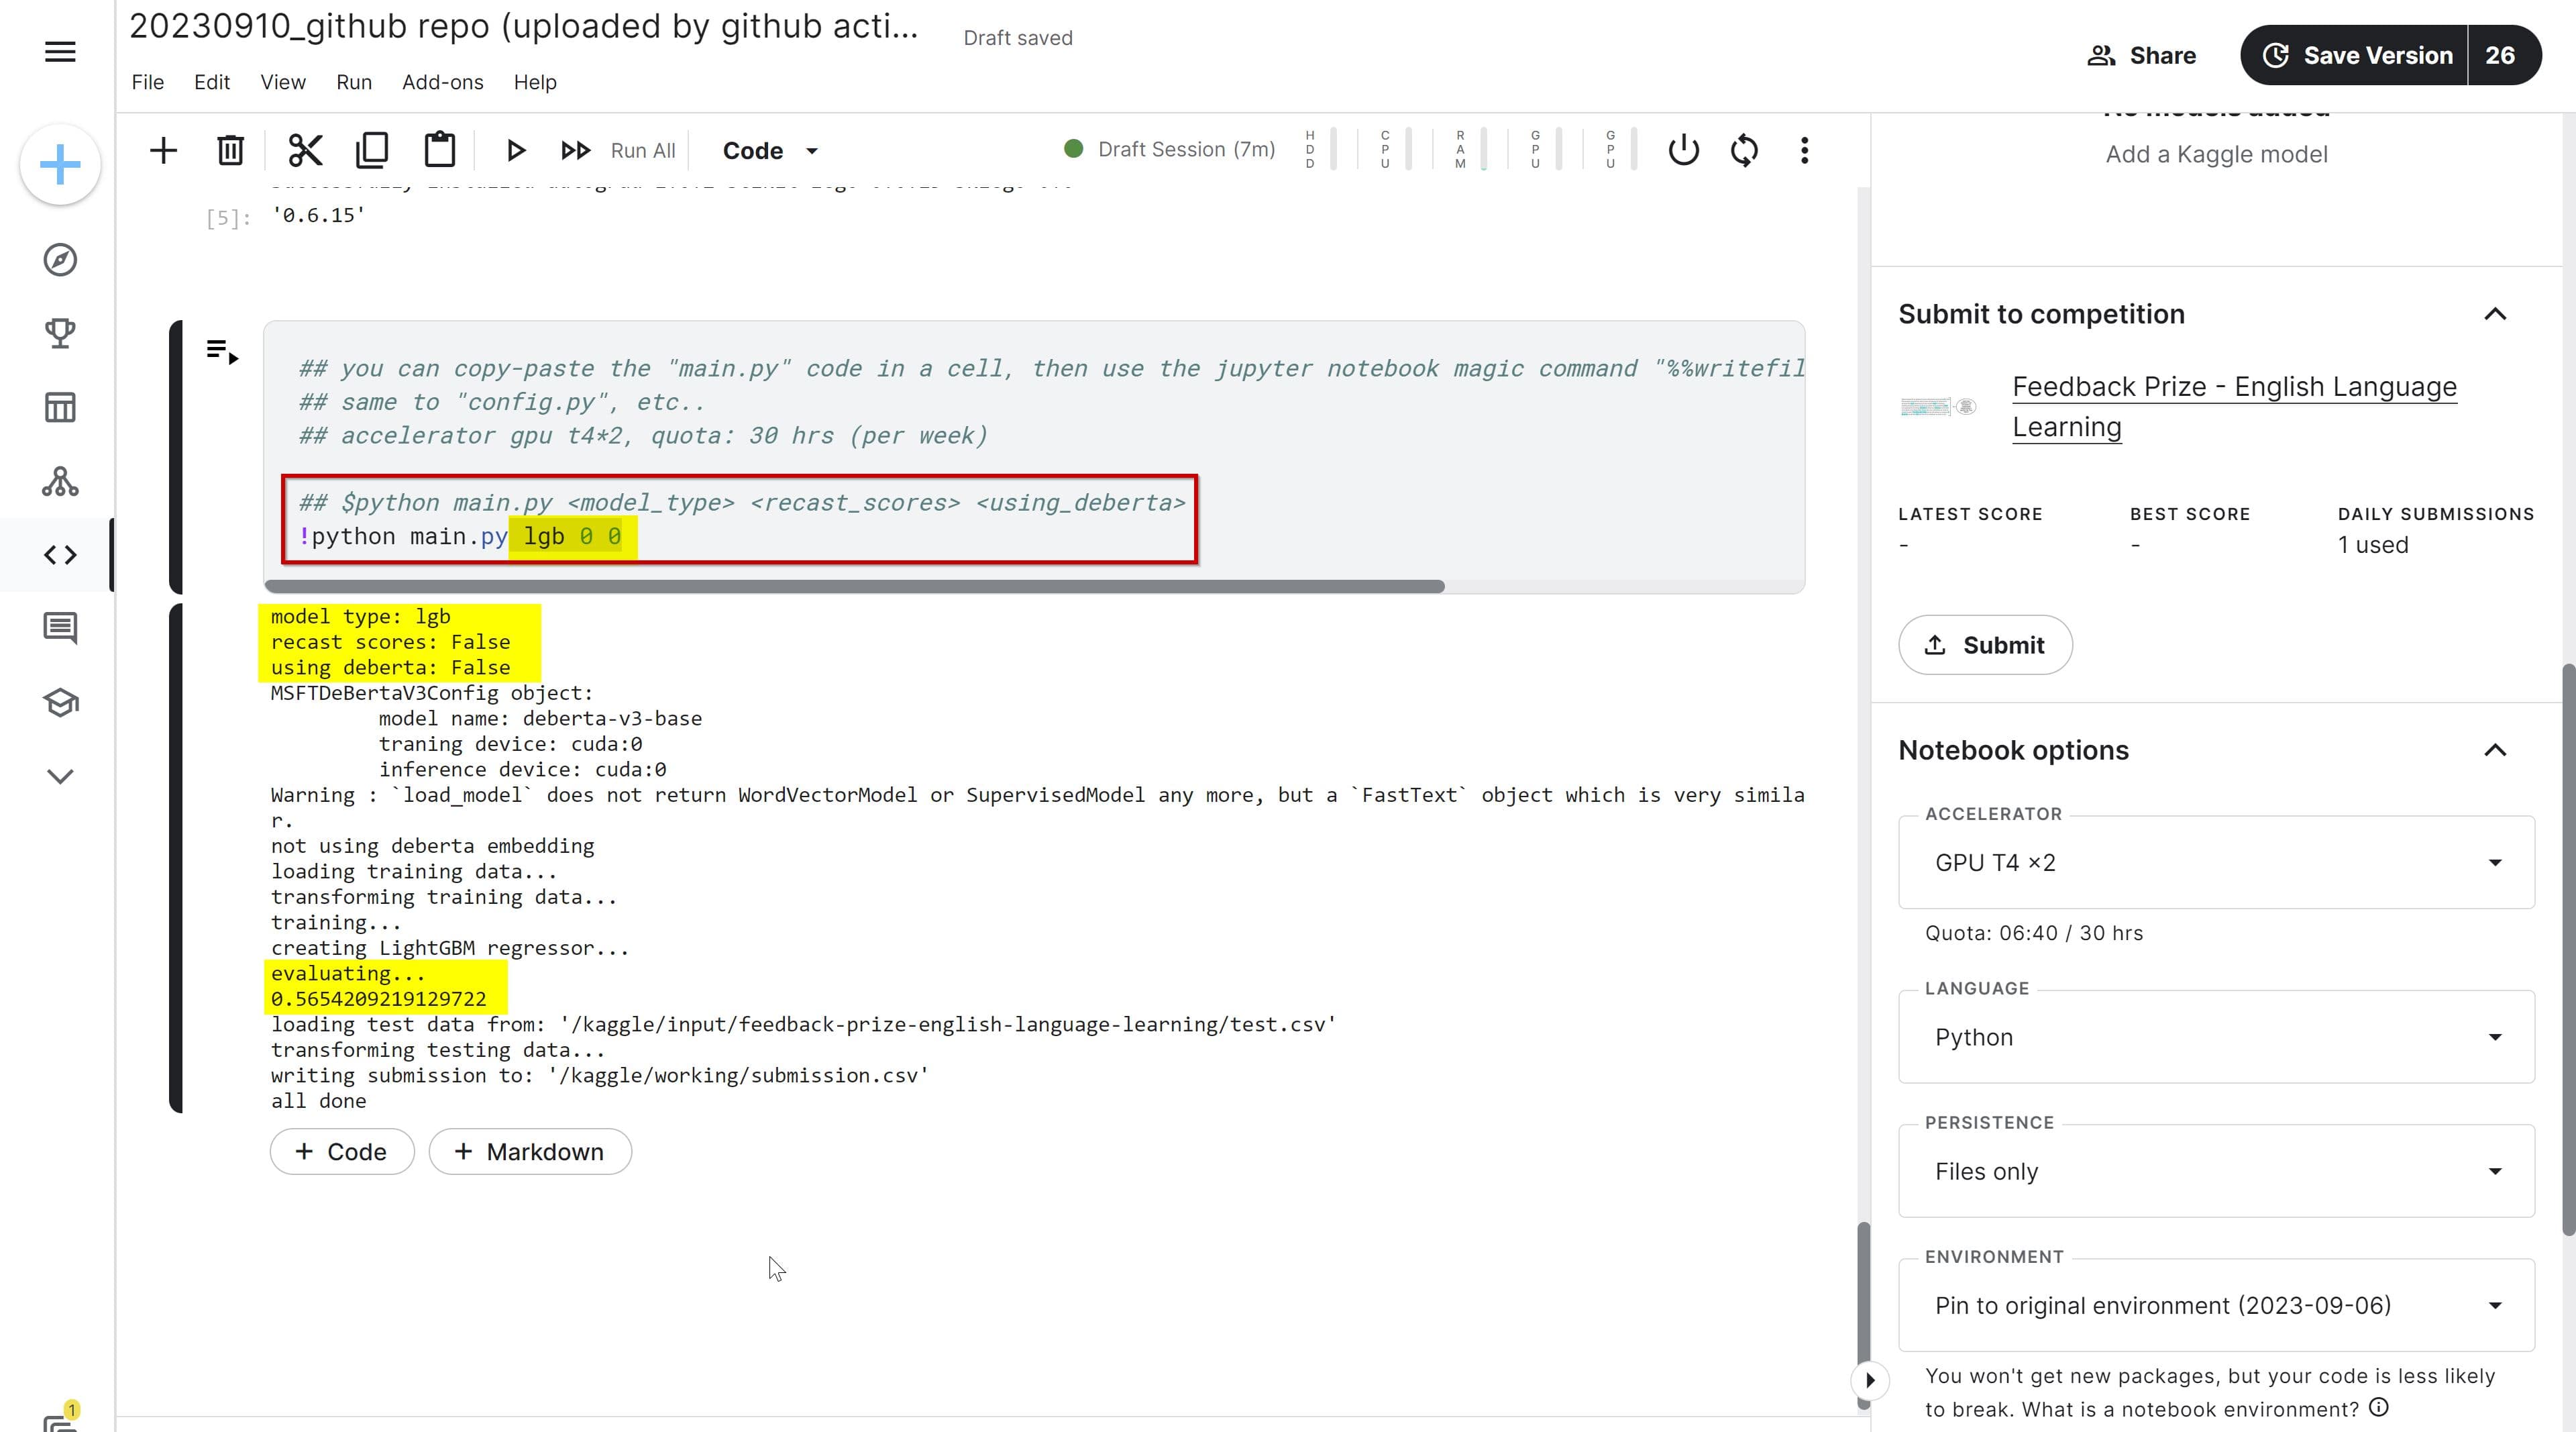 20230910_github repo (uploaded by github acti...
Draft saved
Share
Save Version
26
File Edit View Run Add-ons Help
Run All
Code
Draft Session (7m)
HDD
CPU
RAM
GPU
GPU
[5]: '0.6.15'
## you can copy-paste the "main.py" code in a cell, then use the jupyter notebook magic command "%%writefil
## same to "config.py", etc..
## accelerator gpu t4*2, quota: 30 hrs (per week)
## $python main.py <model_type> <recast_scores> <using_deberta>
!python main.py lgb 0 0
model type: lgb
recast scores: False
using deberta: False
MSFTDeBertaV3Config object:
model name: deberta-v3-base
traning device: cuda:0
inference device: cuda:0
Warning : `load_model` does not return WordVectorModel or SupervisedModel any more, but a `FastText` object which is very simila
r.
not using deberta embedding
loading training data...
transforming training data...
training...
creating LightGBM regressor...
evaluating...
0.5654209219129722
loading test data from: '/kaggle/input/feedback-prize-english-language-learning/test.csv'
transforming testing data...
writing submission to: '/kaggle/working/submission.csv'
all done
+ Code
+ Markdown
1
No models added
Add a Kaggle model
Submit to competition
Feedback Prize - English Language
Learning
LATEST SCORE BEST SCORE DAILY SUBMISSIONS
- - 1 used
Submit
Notebook options
ACCELERATOR
GPU T4 ×2
Quota: 06:40 / 30 hrs
LANGUAGE
Python
PERSISTENCE
Files only
ENVIRONMENT
Pin to original environment (2023-09-06)
You won't get new packages, but your code is less likely
to break. What is a notebook environment?